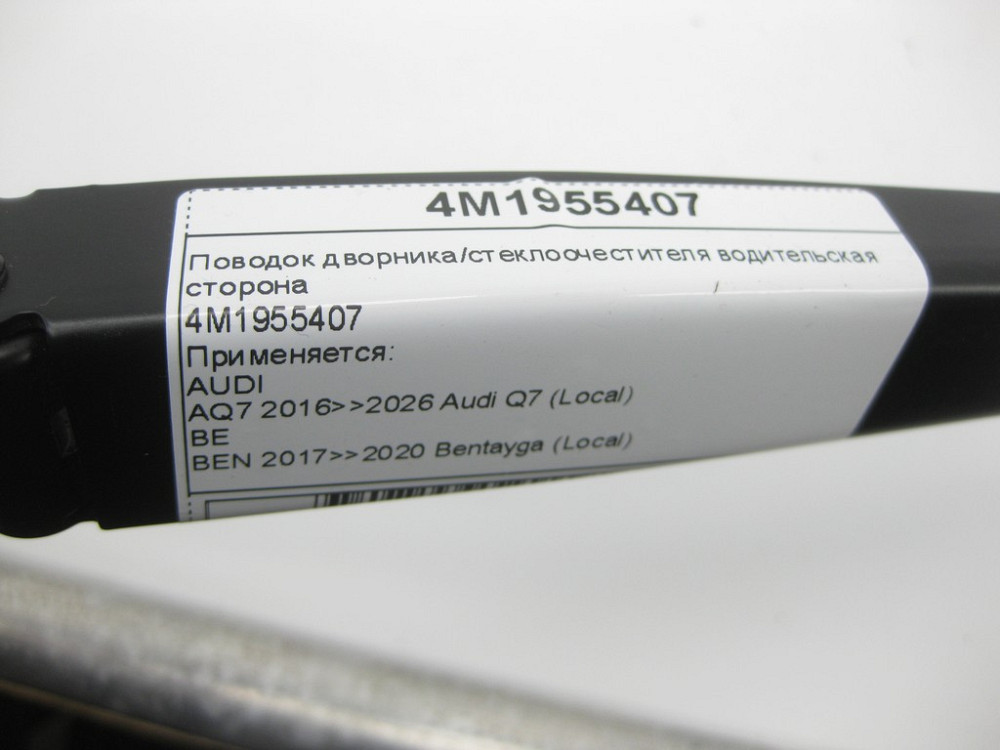 4M1955407
Поводок дворника/стеклоочестителя водительская
сторона
4M1955407
Применяется:
AUDI
AQ7 2016>>2026 Audi Q7 (Local)
BE
BEN 2017>>2020 Bentayga (Local)